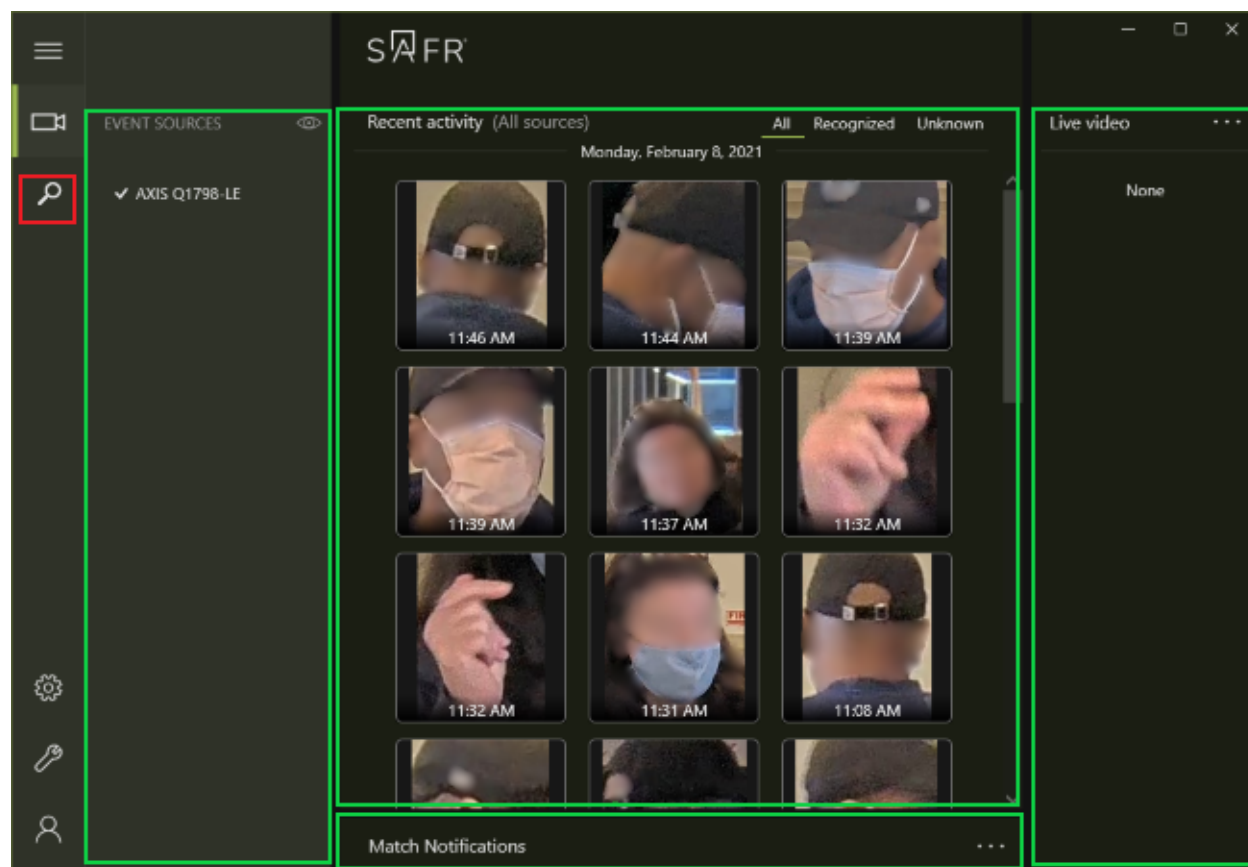 SAFR
EVENT SOURCES
AXIS Q1798-LE
Recent activity (All sources)
All Recognized Unknown
Monday, February 8, 2021
11:46 AM
11:44 AM
11:39 AM
11:39 AM
11:37 AM
11:32 AM
11:32 AM
11:31 AM
11:08 AM
Match Notifications
Live video
None